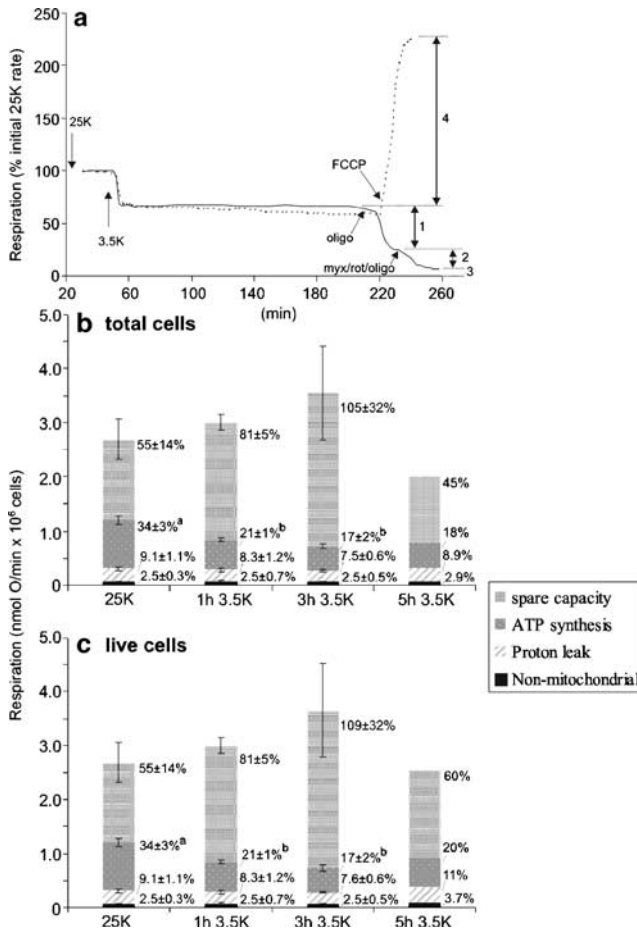 a
250
200
150
100
50
0
Respiration (% initial 25K rate)
25K
3.5K
FCCP
oligo
myx/rot/oligo
4
1
2
3
20
60
100
140
180
220
260
(min)
b total cells
5.0
4.0
3.0
2.0
1.0
0
55±14%
34±3%a
9.1±1.1%
2.5±0.3%
81±5%
21±1%b
8.3±1.2%
2.5±0.7%
105±32%
17±2%b
7.5±0.6%
2.5±0.5%
45%
18%
8.9%
2.9%
25K
1h 3.5K
3h 3.5K
5h 3.5K
Respiration (nmol O/min x 10⁶ cells)
spare capacity
ATP synthesis
Proton leak
Non-mitochondrial
c live cells
5.0
4.0
3.0
2.0
1.0
0
55±14%
34±3%a
9.1±1.1%
2.5±0.3%
81±5%
21±1%b
8.3±1.2%
2.5±0.7%
109±32%
17±2%b
7.6±0.6%
2.5±0.5%
60%
20%
11%
3.7%
25K
1h 3.5K
3h 3.5K
5h 3.5K